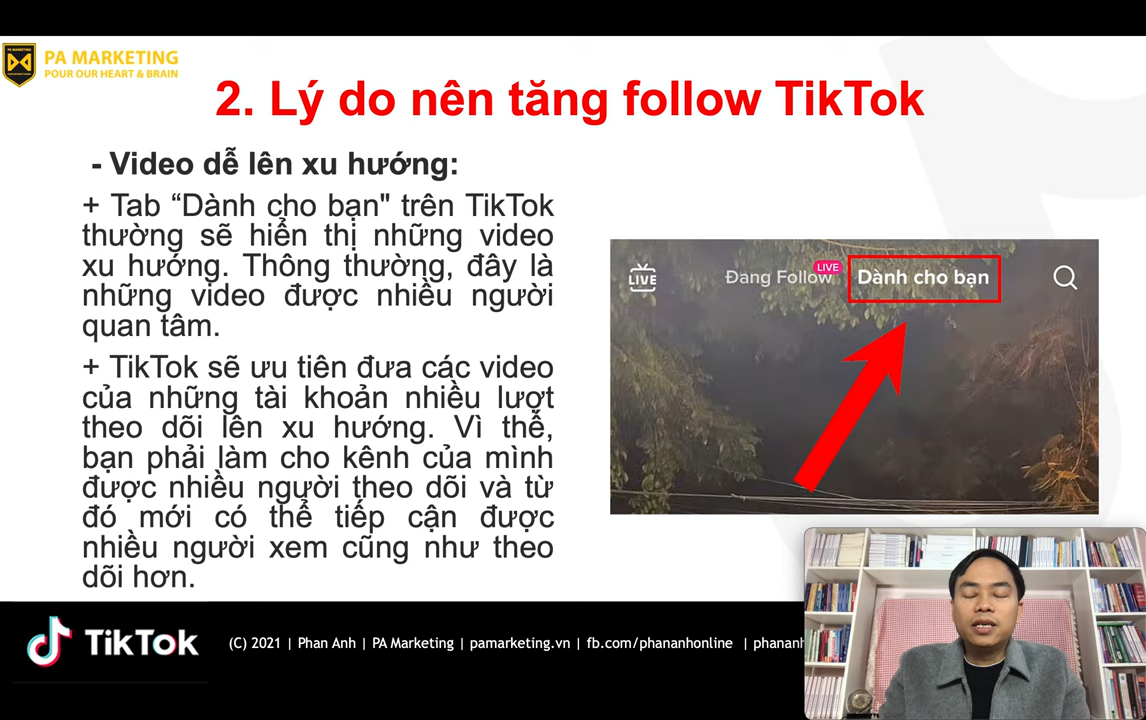 PA MARKETING
POUR OUR HEART & BRAIN
2. Lý do nên tăng follow TikTok
- Video dễ lên xu hướng:
+ Tab “Dành cho bạn" trên TikTok
thường sẽ hiển thị những video
xu hướng. Thông thường, đây là
những video được nhiều người
quan tâm.
+ TikTok sẽ ưu tiên đưa các video
của những tài khoản nhiều lượt
theo dõi lên xu hướng. Vì thế,
bạn phải làm cho kênh của mình
được nhiều người theo dõi và từ
đó mới có thể tiếp cận được
nhiều người xem cũng như theo
dõi hơn.
LIVE
Đang Follow
LIVE
Dành cho bạn
TikTok
(C) 2021 | Phan Anh | PA Marketing | pamarketing.vn | fb.com/phananhonline | phananh